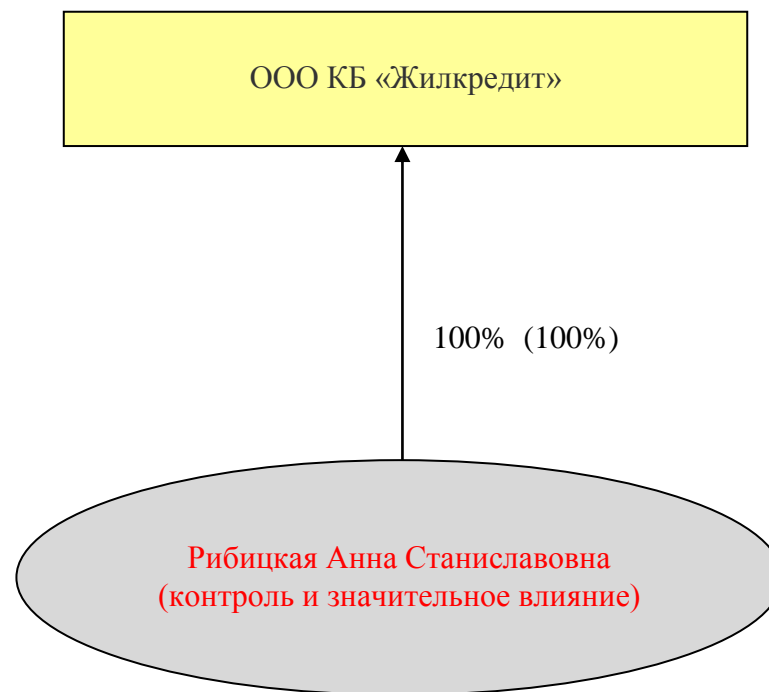 ООО КБ «Жилкредит»
100% (100%)
Рибицкая Анна Станиславовна
(контроль и значительное влияние)